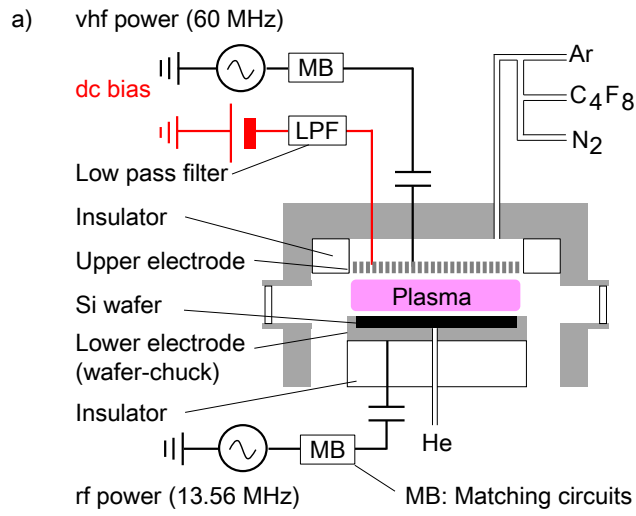 a)
vhf power (60 MHz)
MB
Ar
C4F8
N2
dc bias
LPF
Low pass filter
Insulator
Upper electrode
Plasma
Si wafer
Lower electrode
(wafer-chuck)
Insulator
He
MB
rf power (13.56 MHz)
MB: Matching circuits